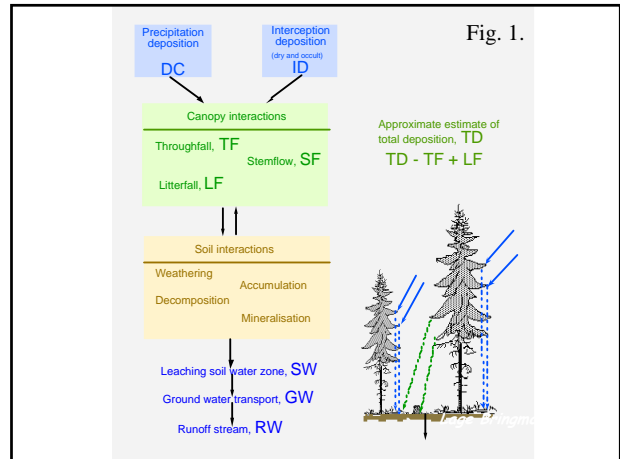 Fig. 1.
Precipitation
deposition
DC
Interception
deposition
(dry and occult)
ID
Canopy interactions
Throughfall, TF
Stemflow, SF
Litterfall, LF
Approximate estimate of
total deposition, TD
TD - TF + LF
Soil interactions
Weathering
Accumulation
Decomposition
Mineralisation
Leaching soil water zone, SW
Ground water transport, GW
Runoff stream, RW